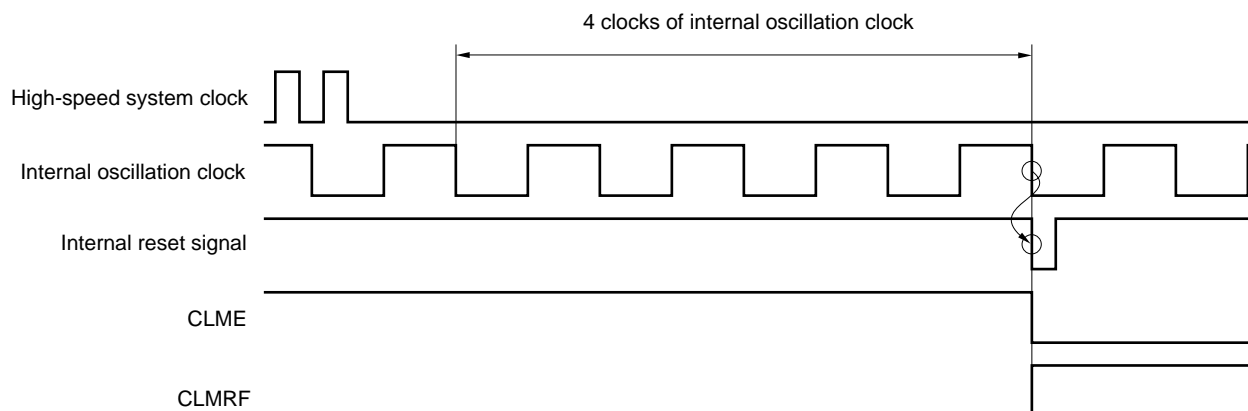 4 clocks of internal oscillation clock
High-speed system clock
Internal oscillation clock
Internal reset signal
CLME
CLMRF